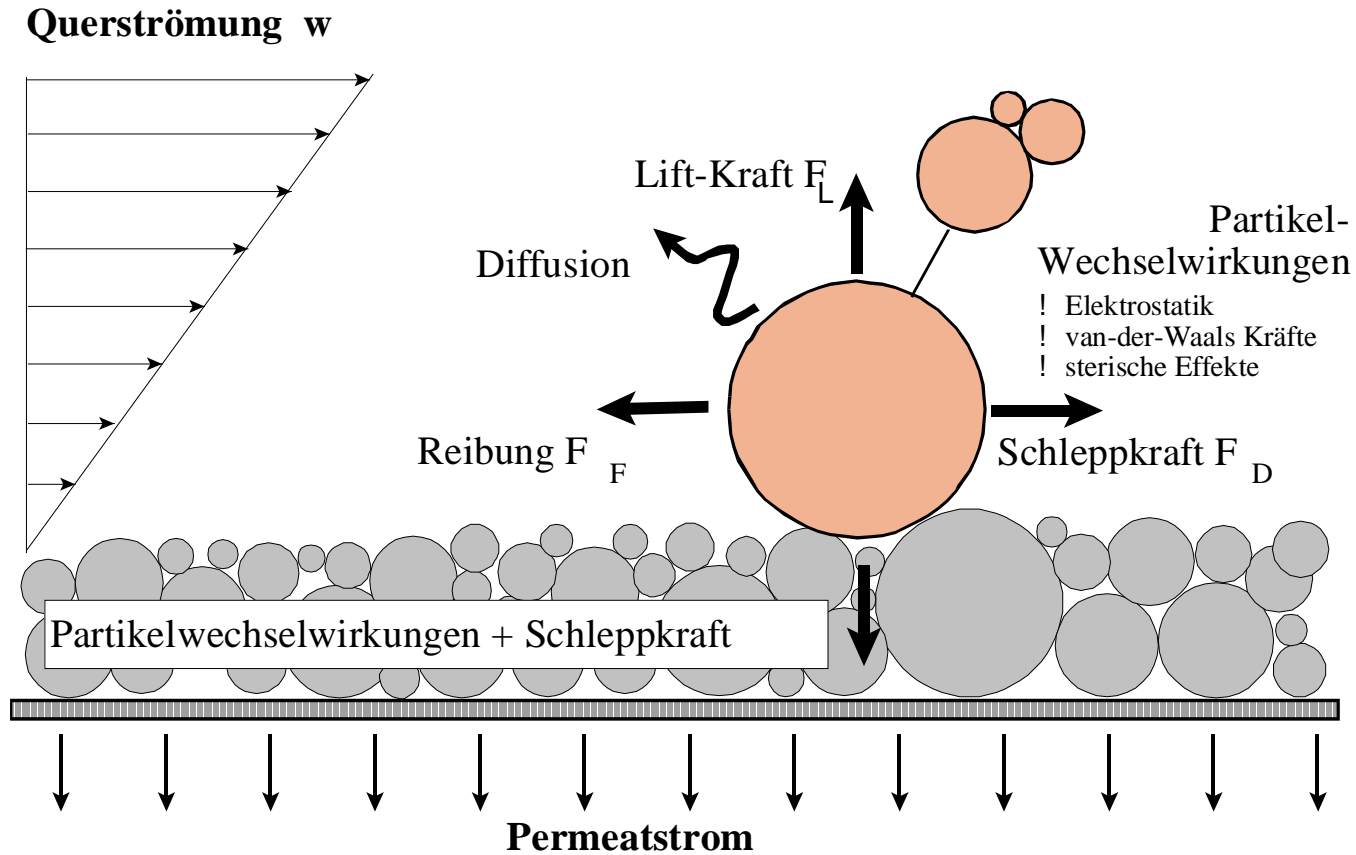 Querströmung w
Lift-Kraft F L
Partikel-
Wechselwirkungen
! Elektrostatik
! van-der-Waals Kräfte
! sterische Effekte
Diffusion
Reibung F F
Schleppkraft F D
Partikelwechselwirkungen + Schleppkraft
Permeatstrom